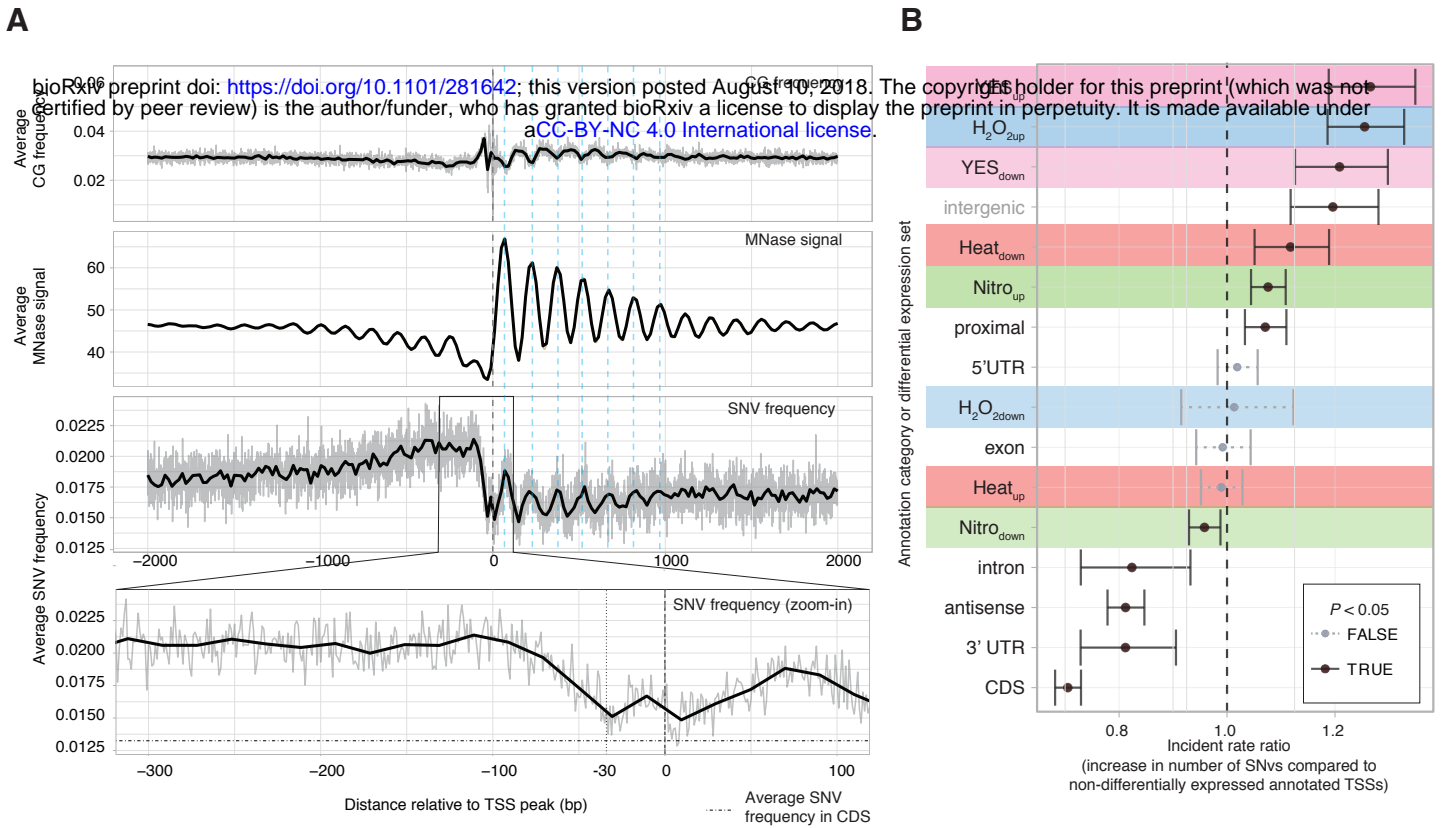 A
B
bioRxiv preprint doi: https://doi.org/10.1101/281642; this version posted August 10, 2018. The copyright holder for this preprint (which was not
certified by peer review) is the author/funder, who has granted bioRxiv a license to display the preprint in perpetuity. It is made available under
aCC-BY-NC 4.0 International license.
CG frequency
Average
CG frequency
0.06
0.04
0.02
MNase signal
Average
MNase signal
60
50
40
SNV frequency
Average SNV frequency
0.0225
0.0200
0.0175
0.0150
0.0125
−2000
−1000
0
1000
2000
SNV frequency (zoom-in)
0.0225
0.0200
0.0175
0.0150
0.0125
−300
−200
−100
-30
0
100
Distance relative to TSS peak (bp)
Average SNV
frequency in CDS
Annotation category or differential expression set
YESup
H2O2up
YESdown
intergenic
Heatdown
Nitroup
proximal
5'UTR
H2O2down
exon
Heatup
Nitrodown
intron
antisense
3' UTR
CDS
P < 0.05
FALSE
TRUE
0.8
1.0
1.2
Incident rate ratio
(increase in number of SNvs compared to
non-differentially expressed annotated TSSs)